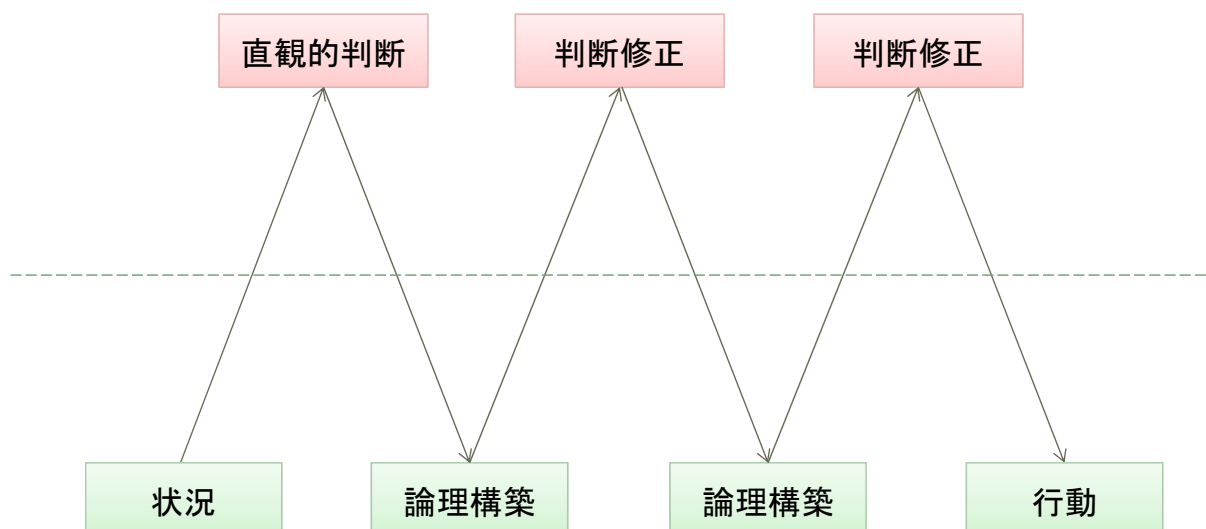 直観的判断
判断修正
判断修正
状況
論理構築
論理構築
行動